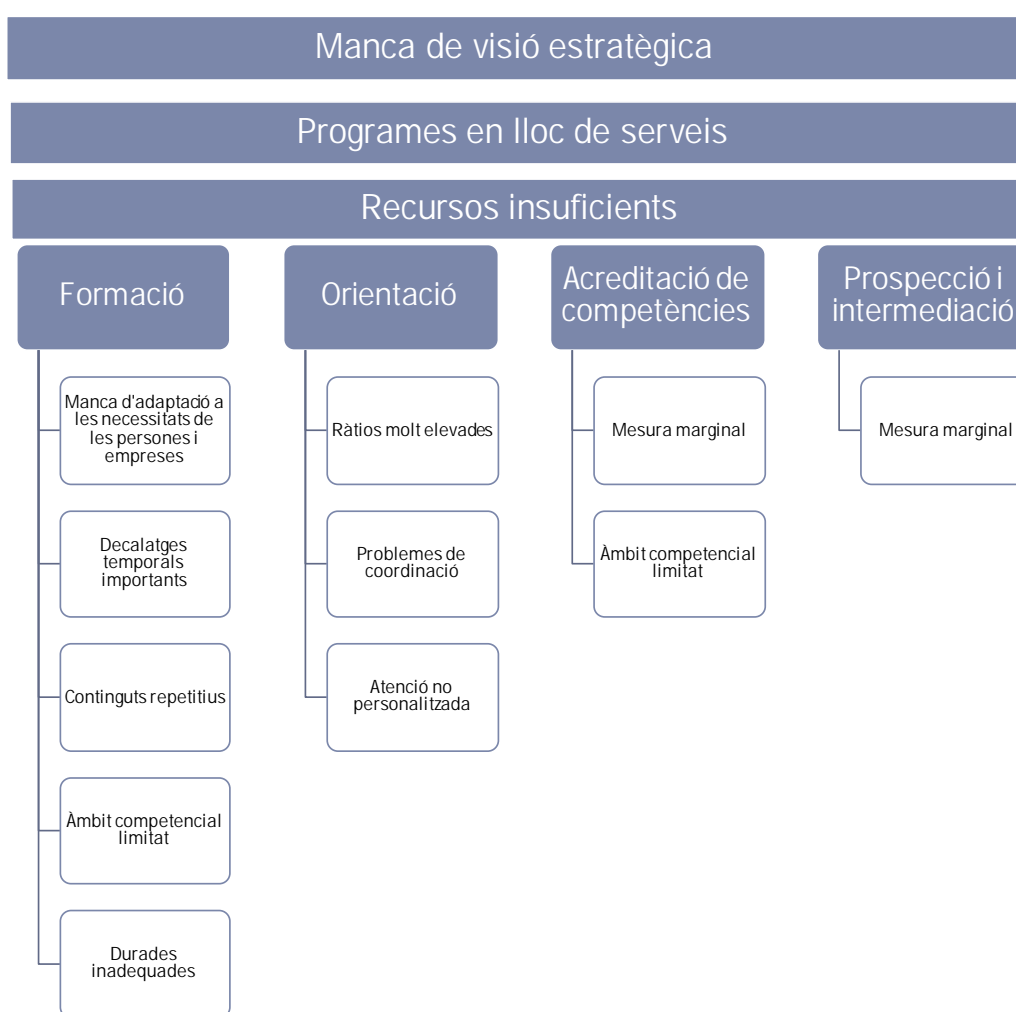 Manca de visió estratègica
Programes en lloc de serveis
Recursos insuficients
Formació
Manca d'adaptació a
les necessitats de
les persones i
empreses
Decalatges
temporals
importants
Continguts repetitius
Àmbit competencial
limitat
Durades
inadequades
Orientació
Ràtios molt elevades
Problemes de
coordinació
Atenció no
personalitzada
Acreditació de
competències
Mesura marginal
Àmbit competencial
limitat
Prospecció i
intermediació
Mesura marginal